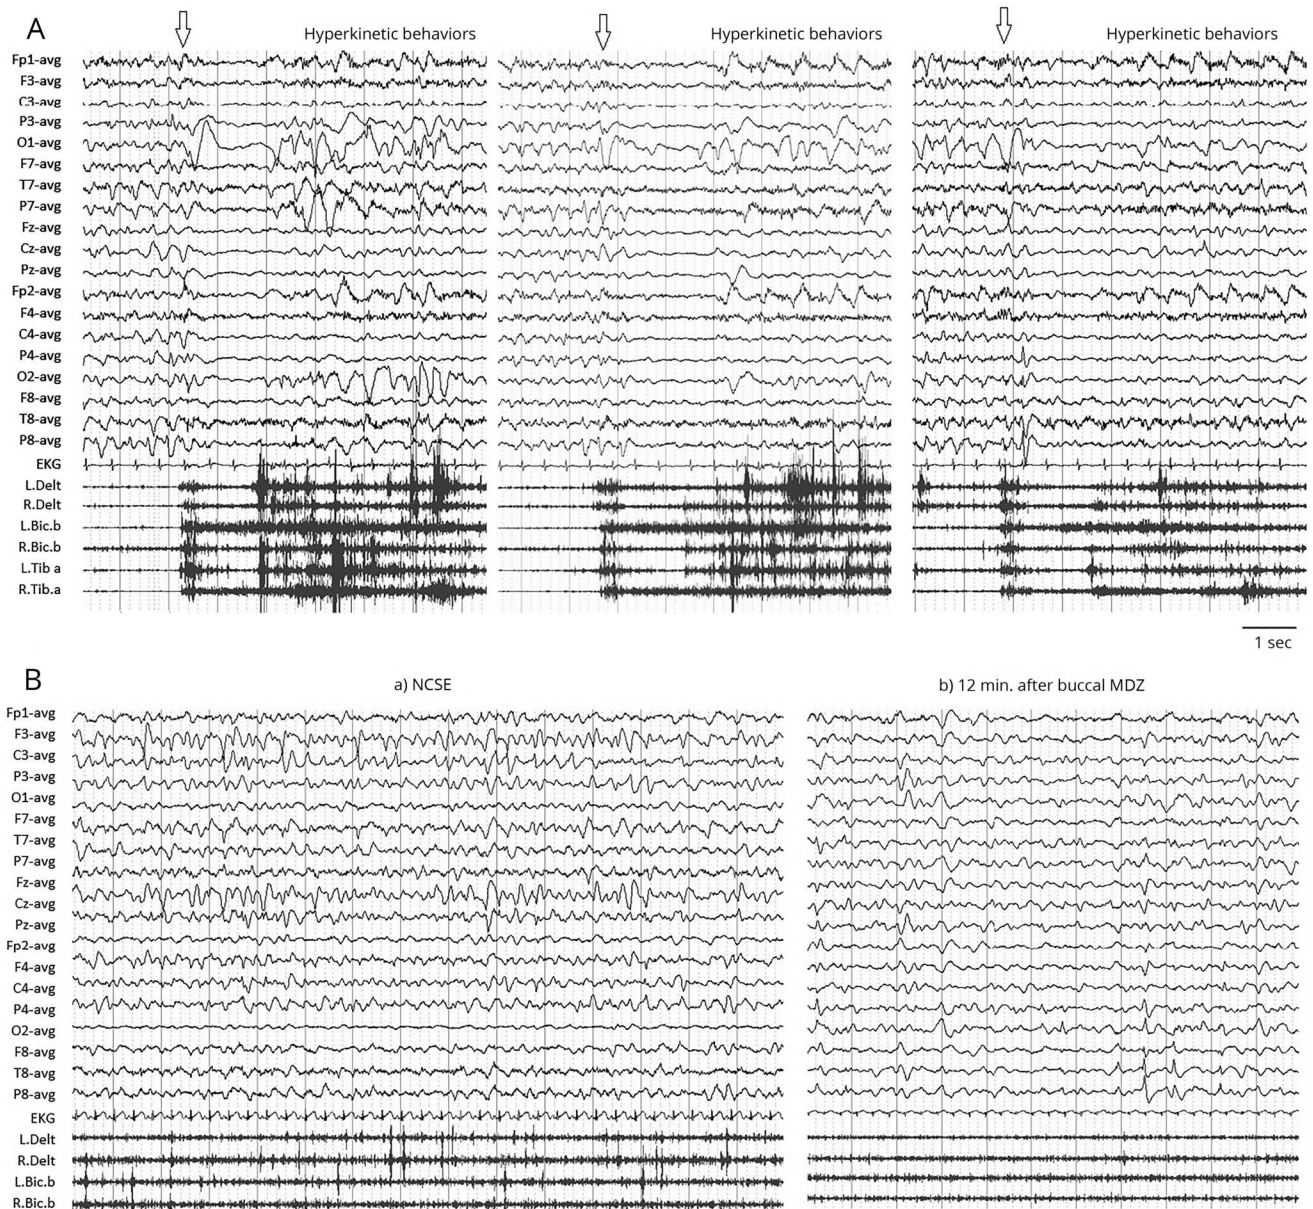 A
Hyperkinetic behaviors
Hyperkinetic behaviors
Hyperkinetic behaviors
Fp1-avg
F3-avg
C3-avg
P3-avg
O1-avg
F7-avg
T7-avg
P7-avg
Fz-avg
Cz-avg
Pz-avg
Fp2-avg
F4-avg
C4-avg
P4-avg
O2-avg
F8-avg
T8-avg
P8-avg
EKG
L.Delt
R.Delt
L.Bic.b
R.Bic.b
L.Tib a
R.Tib.a
1 sec
B
a) NCSE
b) 12 min. after buccal MDZ
Fp1-avg
F3-avg
C3-avg
P3-avg
O1-avg
F7-avg
T7-avg
P7-avg
Fz-avg
Cz-avg
Pz-avg
Fp2-avg
F4-avg
C4-avg
P4-avg
O2-avg
F8-avg
T8-avg
P8-avg
EKG
L.Delt
R.Delt
L.Bic.b
R.Bic.b